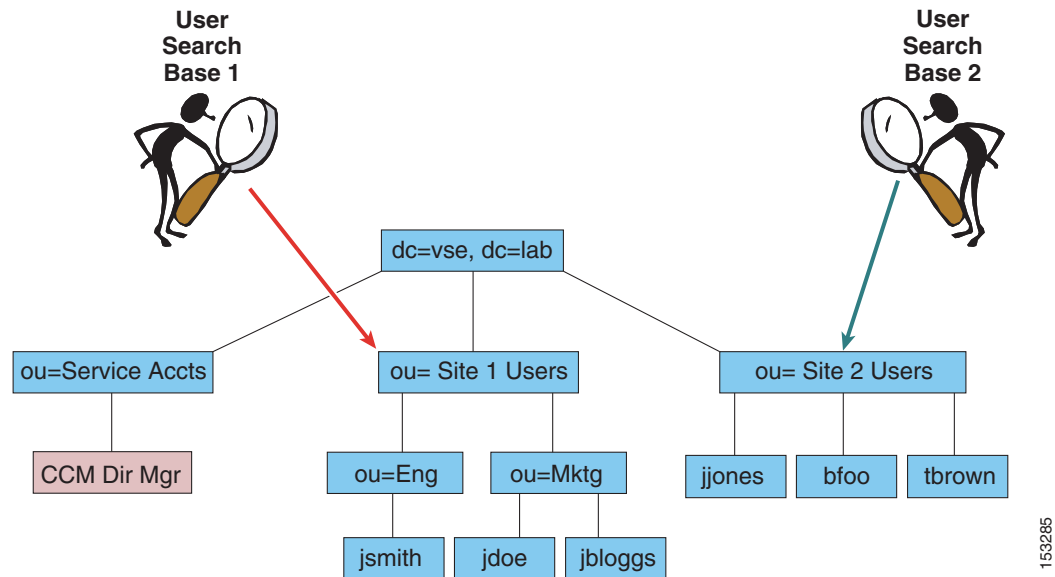 User
Search
Base 1
User
Search
Base 2
dc=vse, dc=lab
ou=Service Accts
ou= Site 1 Users
ou= Site 2 Users
CCM Dir Mgr
ou=Eng
ou=Mktg
jjones
bfoo
tbrown
jsmith
jdoe
jbloggs
153285